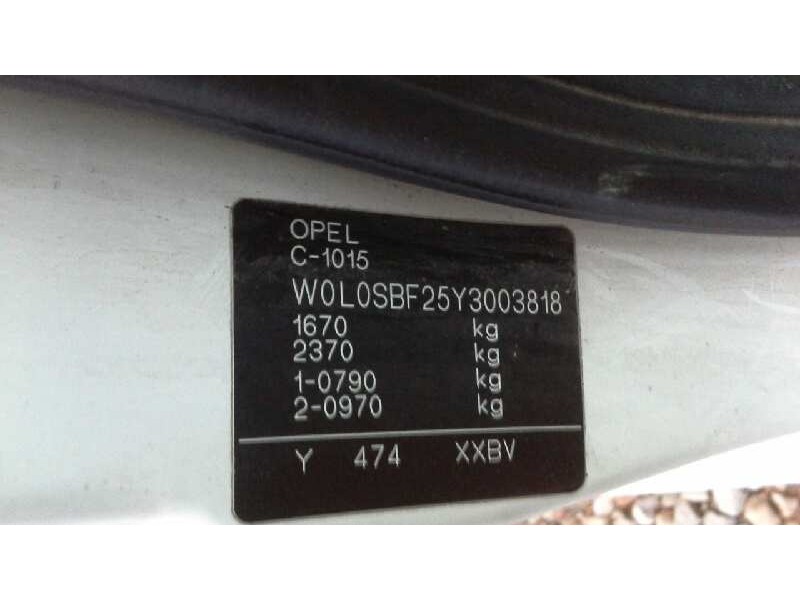 OPEL
C-1015
W0L0SBF25Y3003818
1670 kg
2370 kg
1-0790 kg
2-0970 kg
Y 474 XXBV